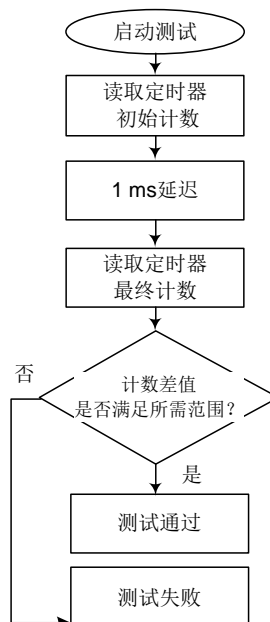 启动测试
读取定时器
初始计数
1 ms延迟
读取定时器
最终计数
否
计数差值
是否满足所需范围？
是
测试通过
测试失败